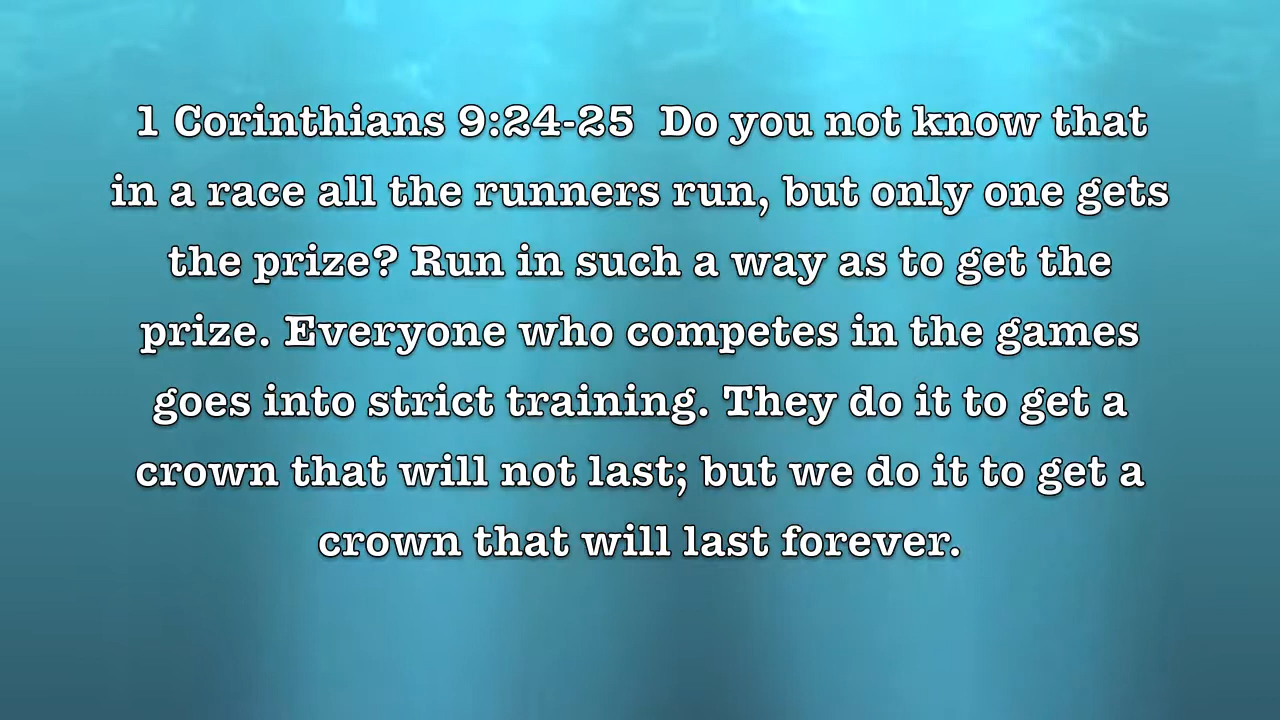 1 Corinthians 9:24-25  Do you not know that
in a race all the runners run, but only one gets
the prize? Run in such a way as to get the
prize. Everyone who competes in the games
goes into strict training. They do it to get a
crown that will not last; but we do it to get a
crown that will last forever.